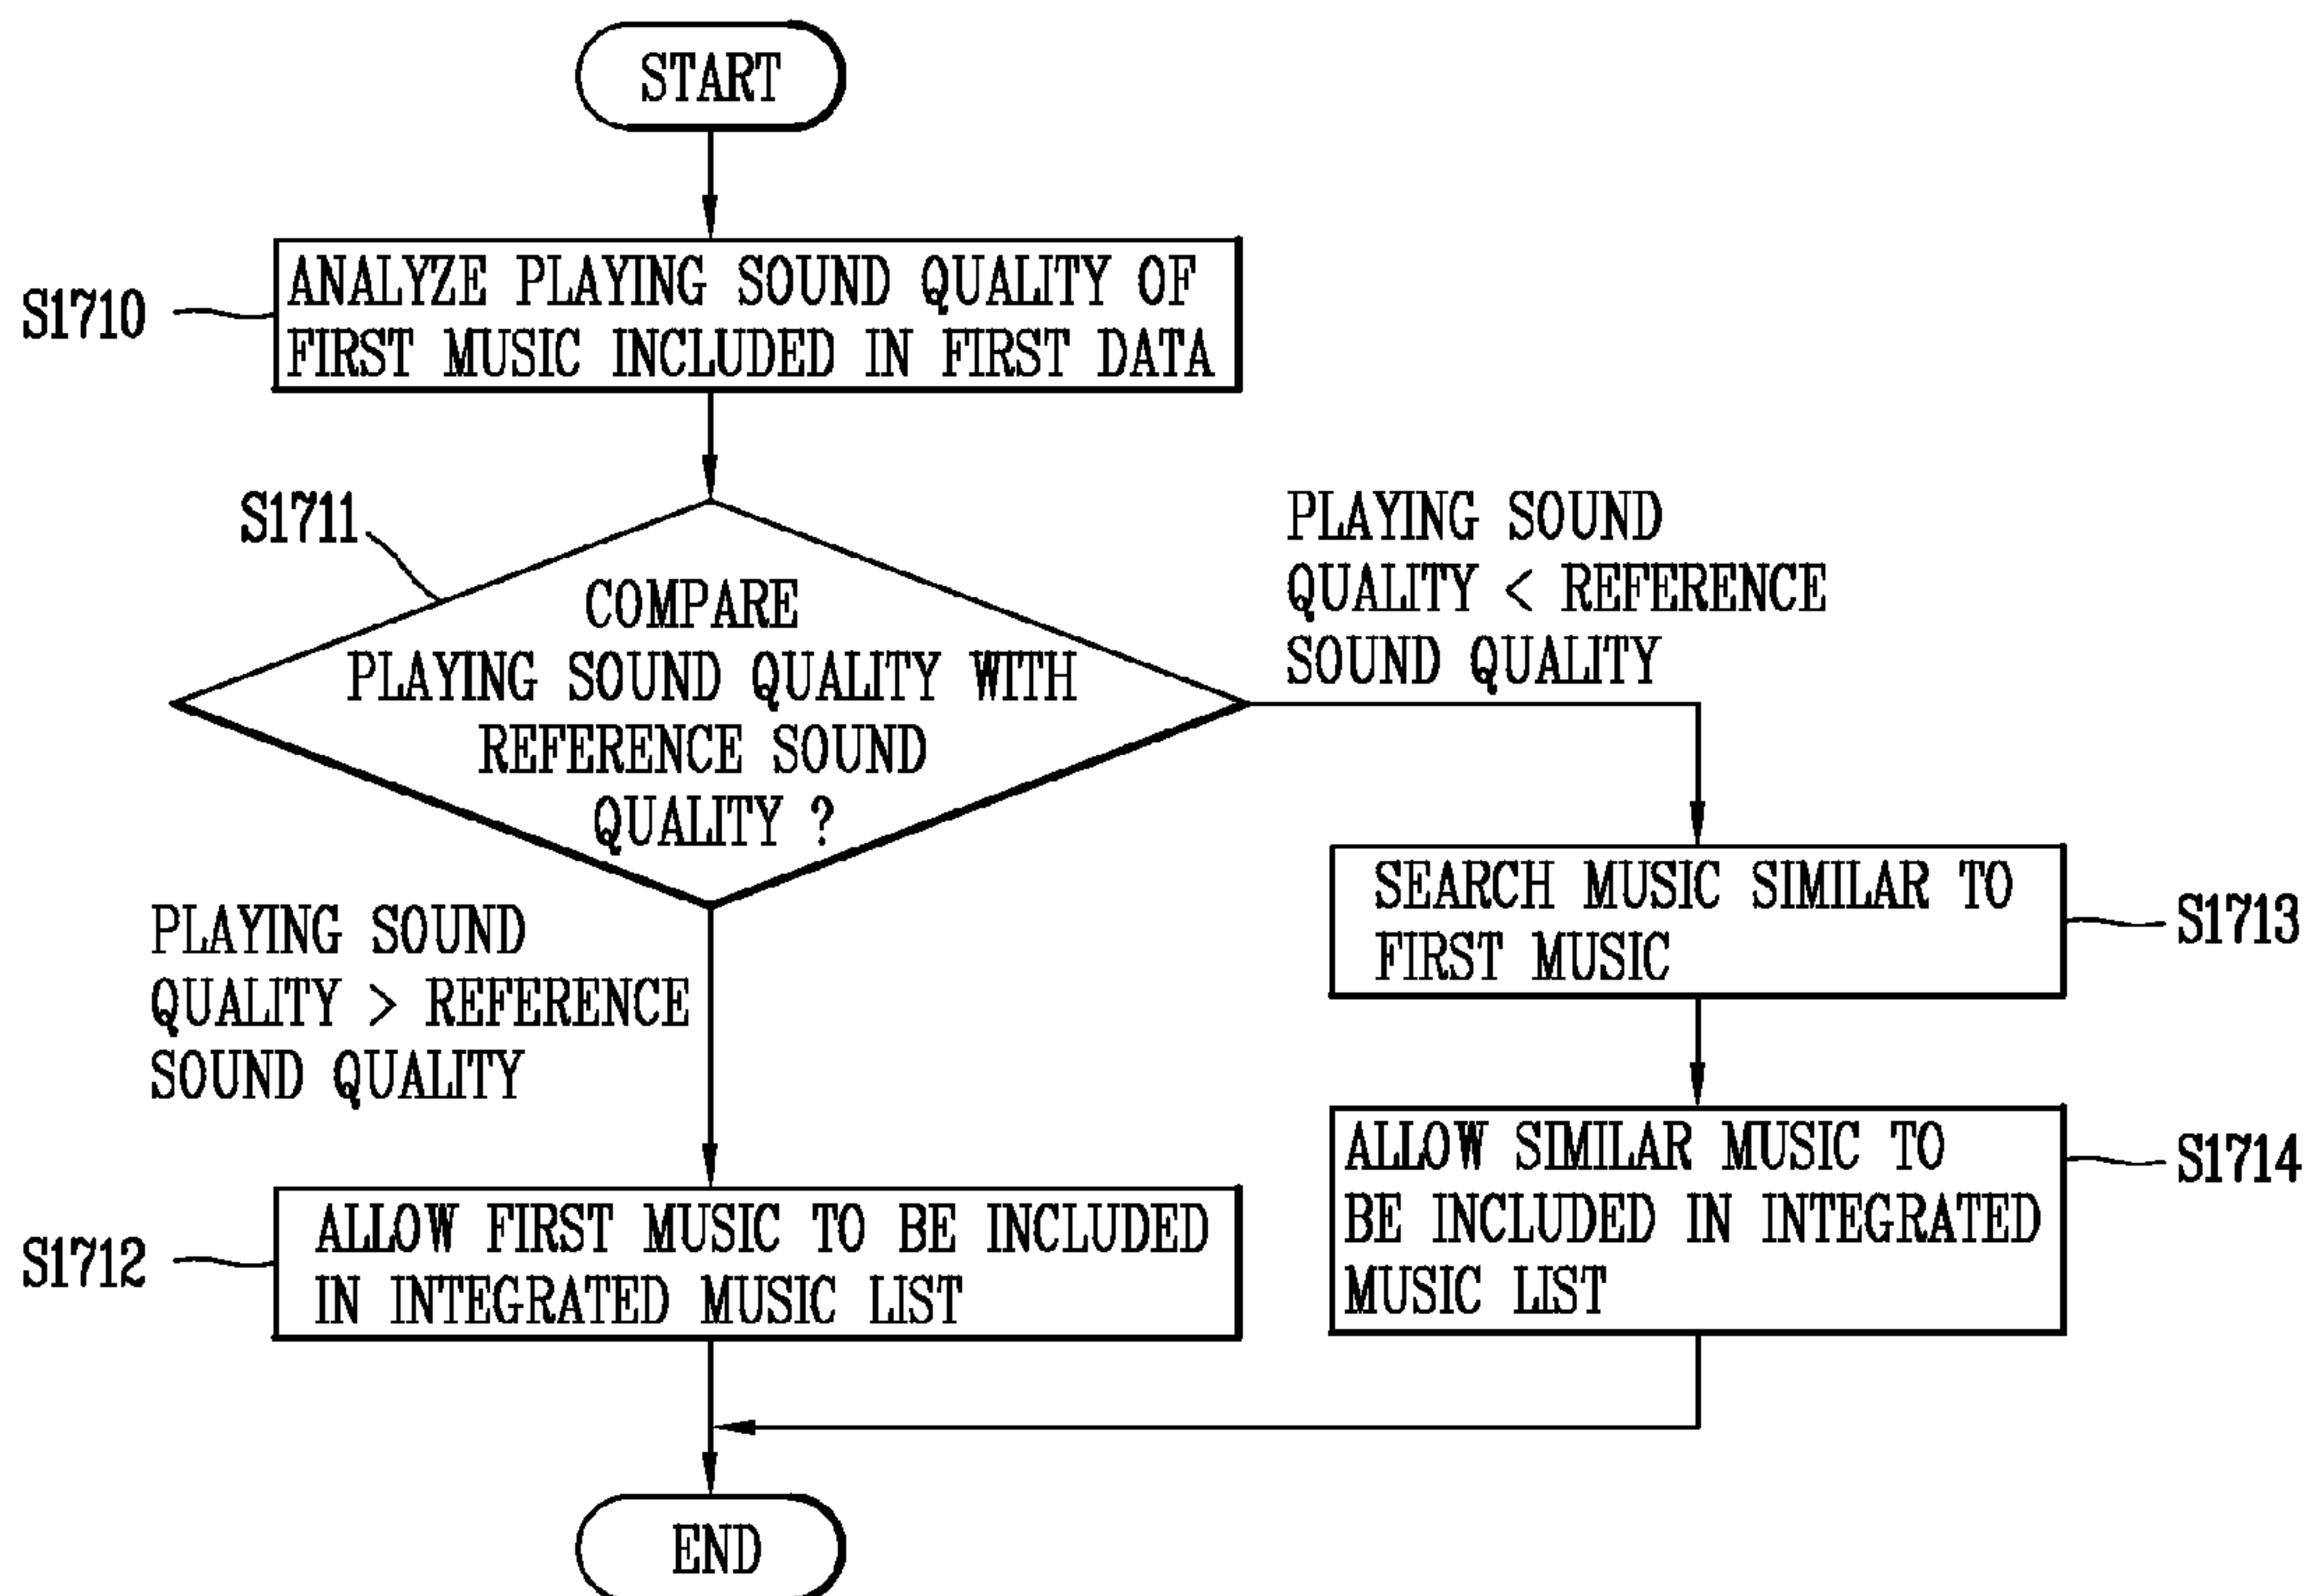 START
S1710
ANALYZE PLAYING SOUND QUALITY OF
FIRST MUSIC INCLUDED IN FIRST DATA
S1711
COMPARE
PLAYING SOUND QUALITY WITH
REFERENCE SOUND
QUALITY ?
PLAYING SOUND
QUALITY < REFERENCE
SOUND QUALITY
PLAYING SOUND
QUALITY > REFERENCE
SOUND QUALITY
SEARCH MUSIC SIMILAR TO
FIRST MUSIC
S1713
ALLOW SIMILAR MUSIC TO
BE INCLUDED IN INTEGRATED
MUSIC LIST
S1714
S1712
ALLOW FIRST MUSIC TO BE INCLUDED
IN INTEGRATED MUSIC LIST
END